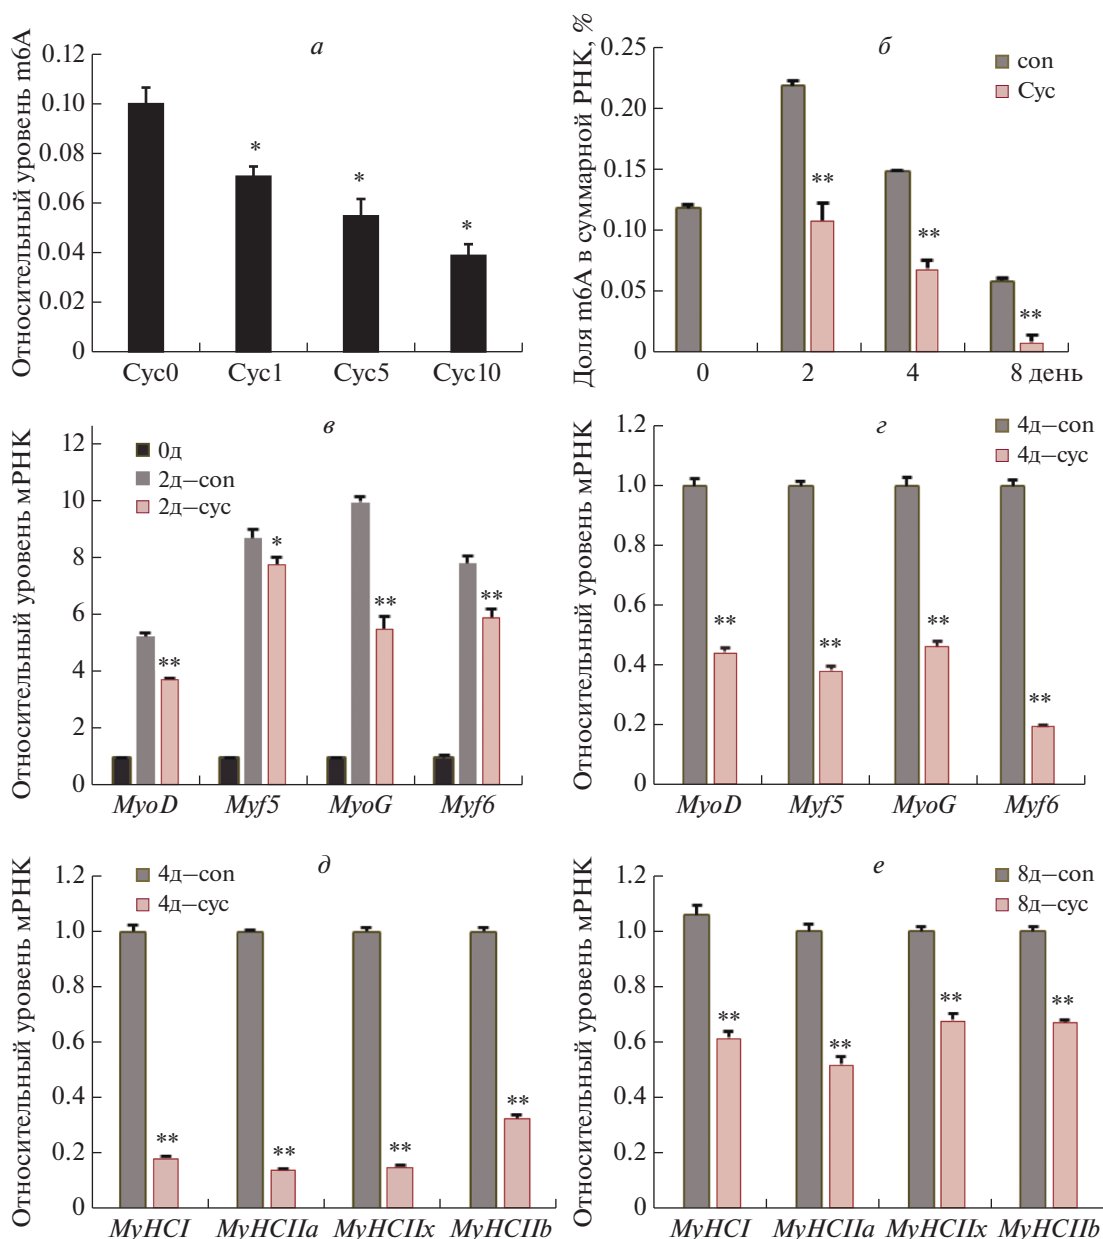 а
Относительный уровень m6A
0.12
0.10
0.08
0.06
0.04
0.02
0
*
*
*
Cyc0 Cyc1 Cyc5 Cyc10
б
Доля m6A в суммарной РНК, %
0.25
0.20
0.15
0.10
0.05
0
con
Cyc
**
**
**
0 2 4 8 день
в
Относительный уровень мРНК
12
10
8
6
4
2
0
0д
2д–con
2д–cyc
**
*
**
**
MyoD Myf5 MyoG Myf6
г
Относительный уровень мРНК
1.2
1.0
0.8
0.6
0.4
0.2
0
4д–con
4д–cyc
**
**
**
**
MyoD Myf5 MyoG Myf6
д
Относительный уровень мРНК
1.2
1.0
0.8
0.6
0.4
0.2
0
4д–con
4д–cyc
**
**
**
**
MyHCI MyHCIIa MyHCIIx MyHCIIb
е
Относительный уровень мРНК
1.2
1.0
0.8
0.6
0.4
0.2
0
8д–con
8д–cyc
**
**
**
**
MyHCI MyHCIIa MyHCIIx MyHCIIb